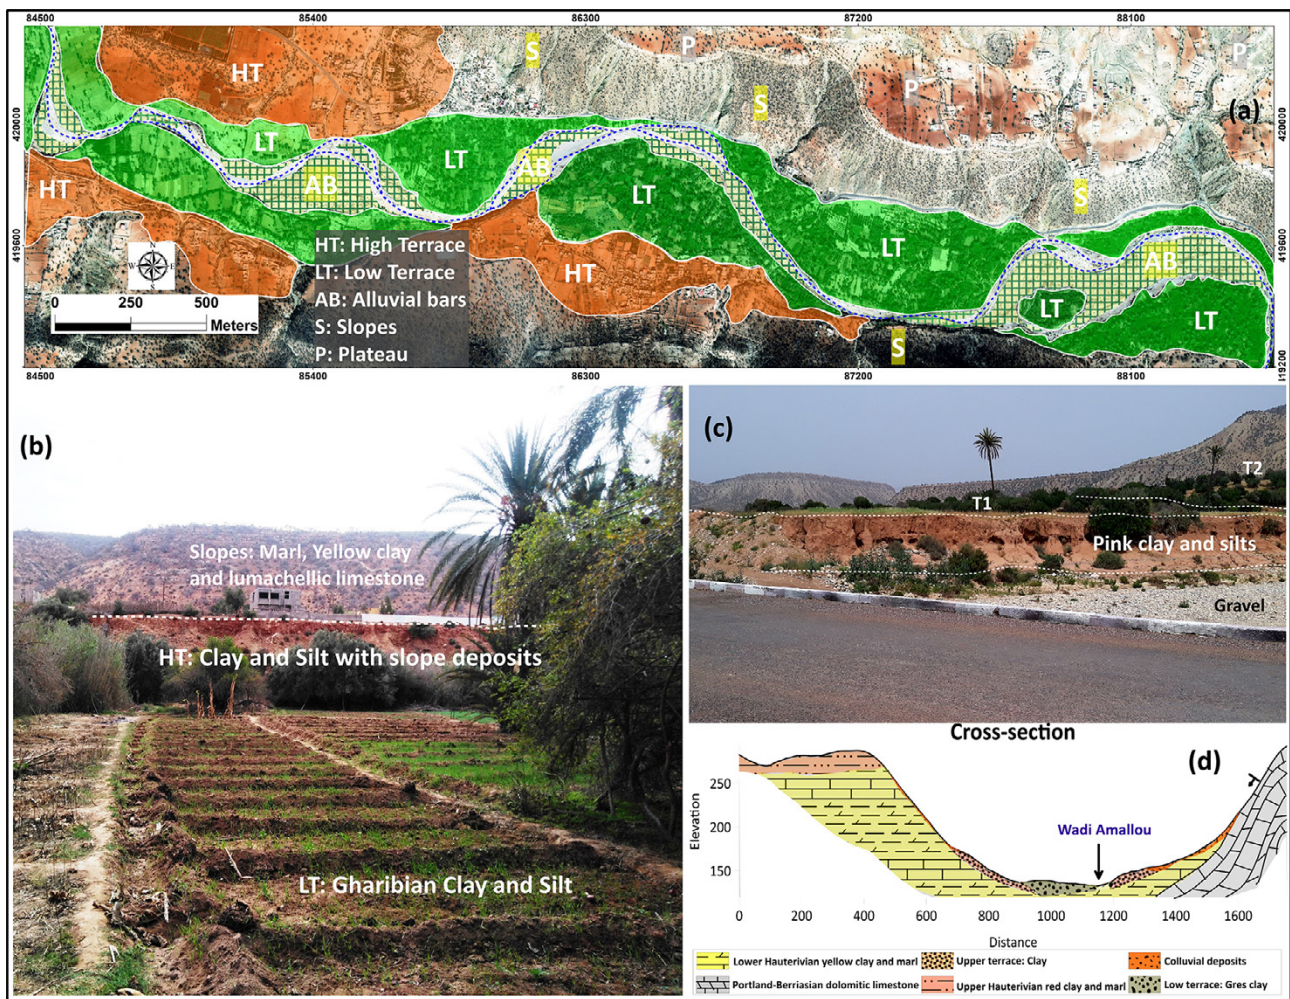 84500 85400 86300 87200 88100
S
P
P
HT
P
S
(a)
420000
420000
LT
LT
AB
AB
LT
S
HT
419600
419600
HT: High Terrace
LT: Low Terrace
AB: Alluvial bars
S: Slopes
P: Plateau
N
W E
S
0 250 500
Meters
HT
LT
AB
LT
LT
S
419200
84500 85400 86300 87200 88100
(b)
Slopes: Marl, Yellow clay
and lumachellic limestone
HT: Clay and Silt with slope deposits
LT: Gharibian Clay and Silt
(c)
T2
T1
Pink clay and silts
Gravel
Cross-section
(d)
Elevation
250
200
150
Wadi Amallou
0 200 400 600 800 1000 1200 1400 1600
Distance
Lower Hauterivian yellow clay and marl
Upper terrace: Clay
Colluvial deposits
Portland-Berriasian dolomitic limestone
Upper Hauterivian red clay and marl
Low terrace: Gres clay